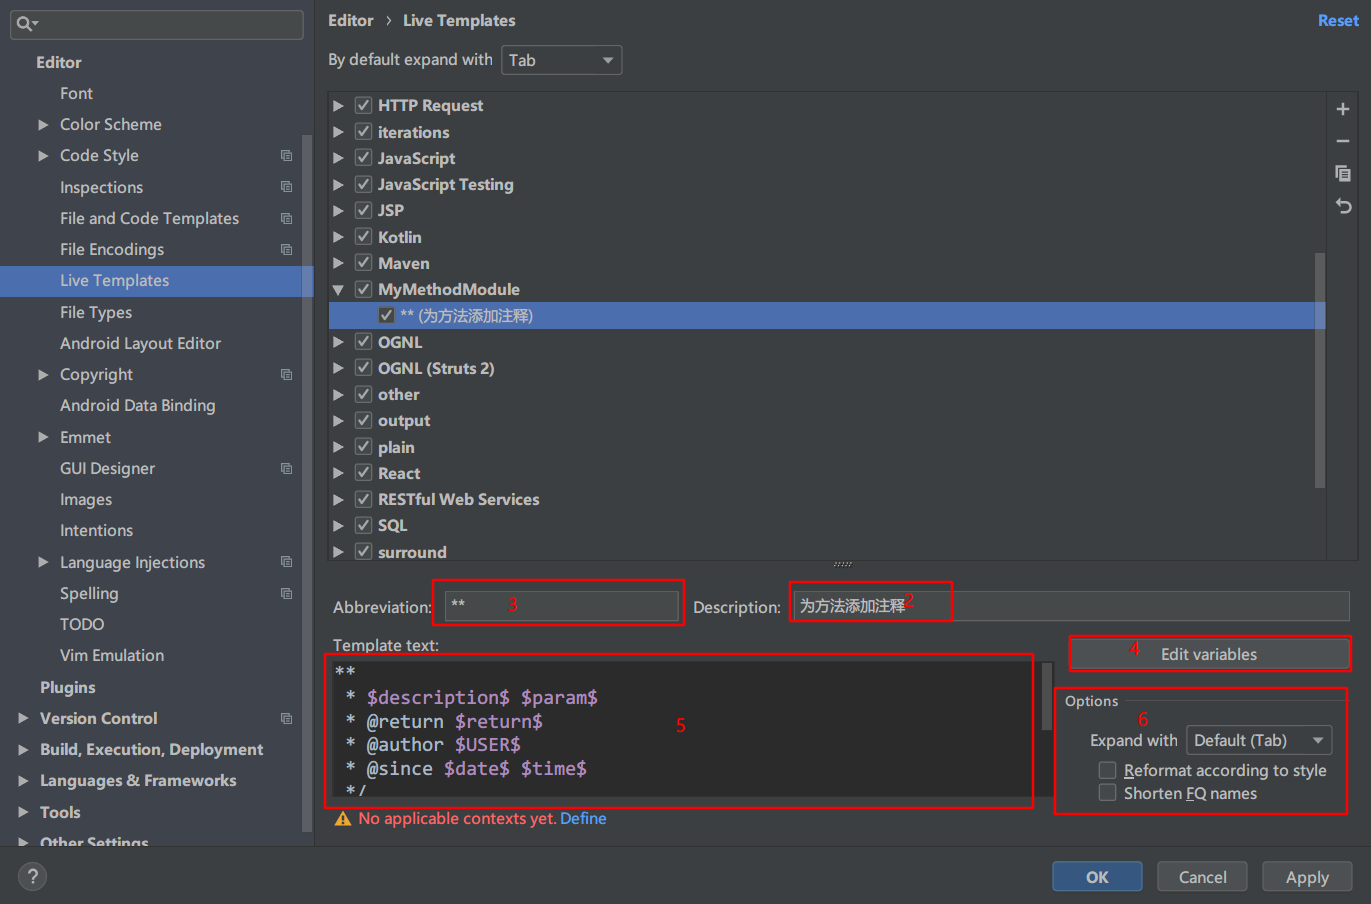 Editor
Font
Color Scheme
Code Style
Inspections
File and Code Templates
File Encodings
Live Templates
File Types
Android Layout Editor
Copyright
Android Data Binding
Emmet
GUI Designer
Images
Intentions
Language Injections
Spelling
TODO
Vim Emulation
Plugins
Version Control
Build, Execution, Deployment
Languages & Frameworks
Tools
Other Settings
?
Editor › Live Templates
Reset
By default expand with Tab
HTTP Request
iterations
JavaScript
JavaScript Testing
JSP
Kotlin
Maven
MyMethodModule
** (为方法添加注释)
OGNL
OGNL (Struts 2)
other
output
plain
React
RESTful Web Services
SQL
surround
Abbreviation: ** 3 Description: 为方法添加注释 2
Template text:
4 Edit variables
**
* $description$ $param$
* @return $return$
* @author $USER$
* @since $date$ $time$
*/
5
Options
6
Expand with Default (Tab)
Reformat according to style
Shorten FQ names
No applicable contexts yet. Define
OK Cancel Apply